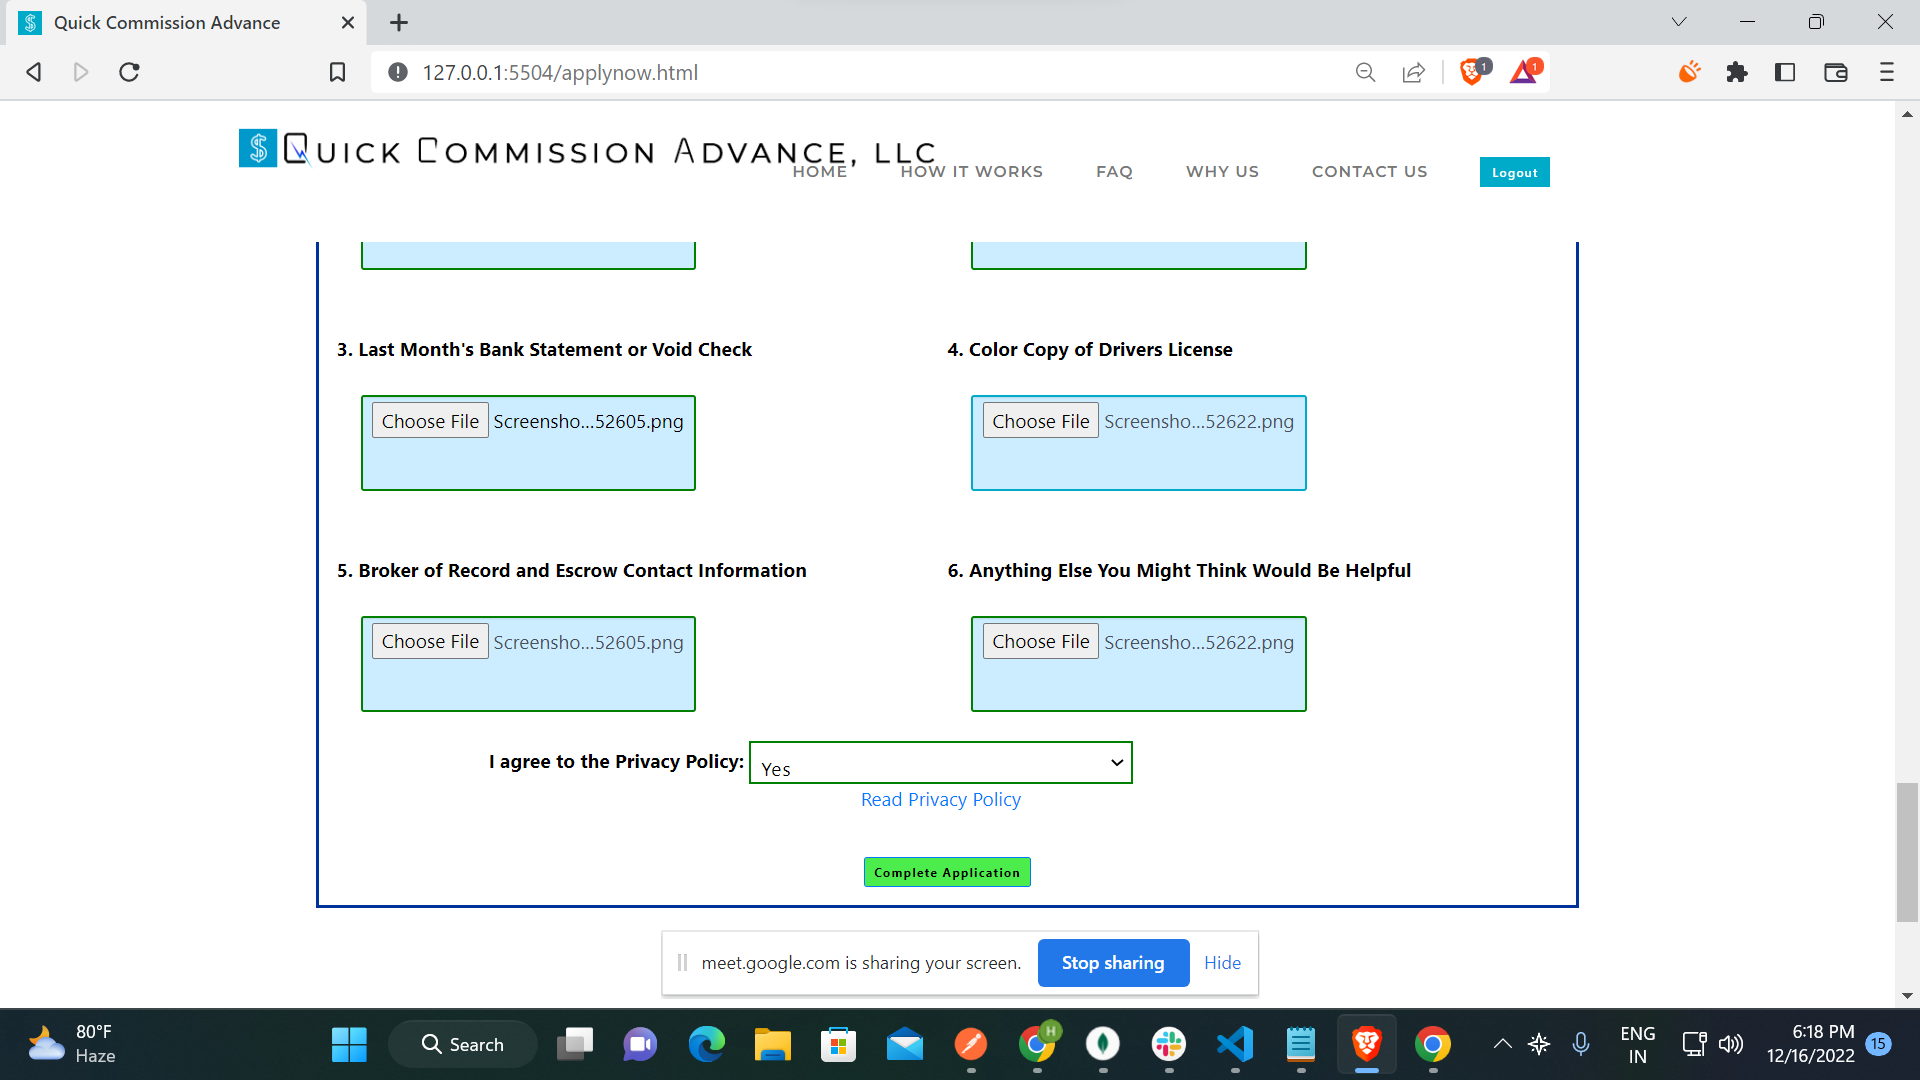 Quick Commission Advance
127.0.0.1:5504/applynow.html
1
1
$ QUICK COMMISSION ADVANCE, LLC
HOME HOW IT WORKS FAQ WHY US CONTACT US Logout
3. Last Month's Bank Statement or Void Check
4. Color Copy of Drivers License
Choose File Screensho...52605.png
Choose File Screensho...52622.png
5. Broker of Record and Escrow Contact Information
6. Anything Else You Might Think Would Be Helpful
Choose File Screensho...52605.png
Choose File Screensho...52622.png
I agree to the Privacy Policy: Yes
Read Privacy Policy
Complete Application
meet.google.com is sharing your screen. Stop sharing Hide
80°F
Haze
Search
H
ENG
IN
6:18 PM
12/16/2022
15